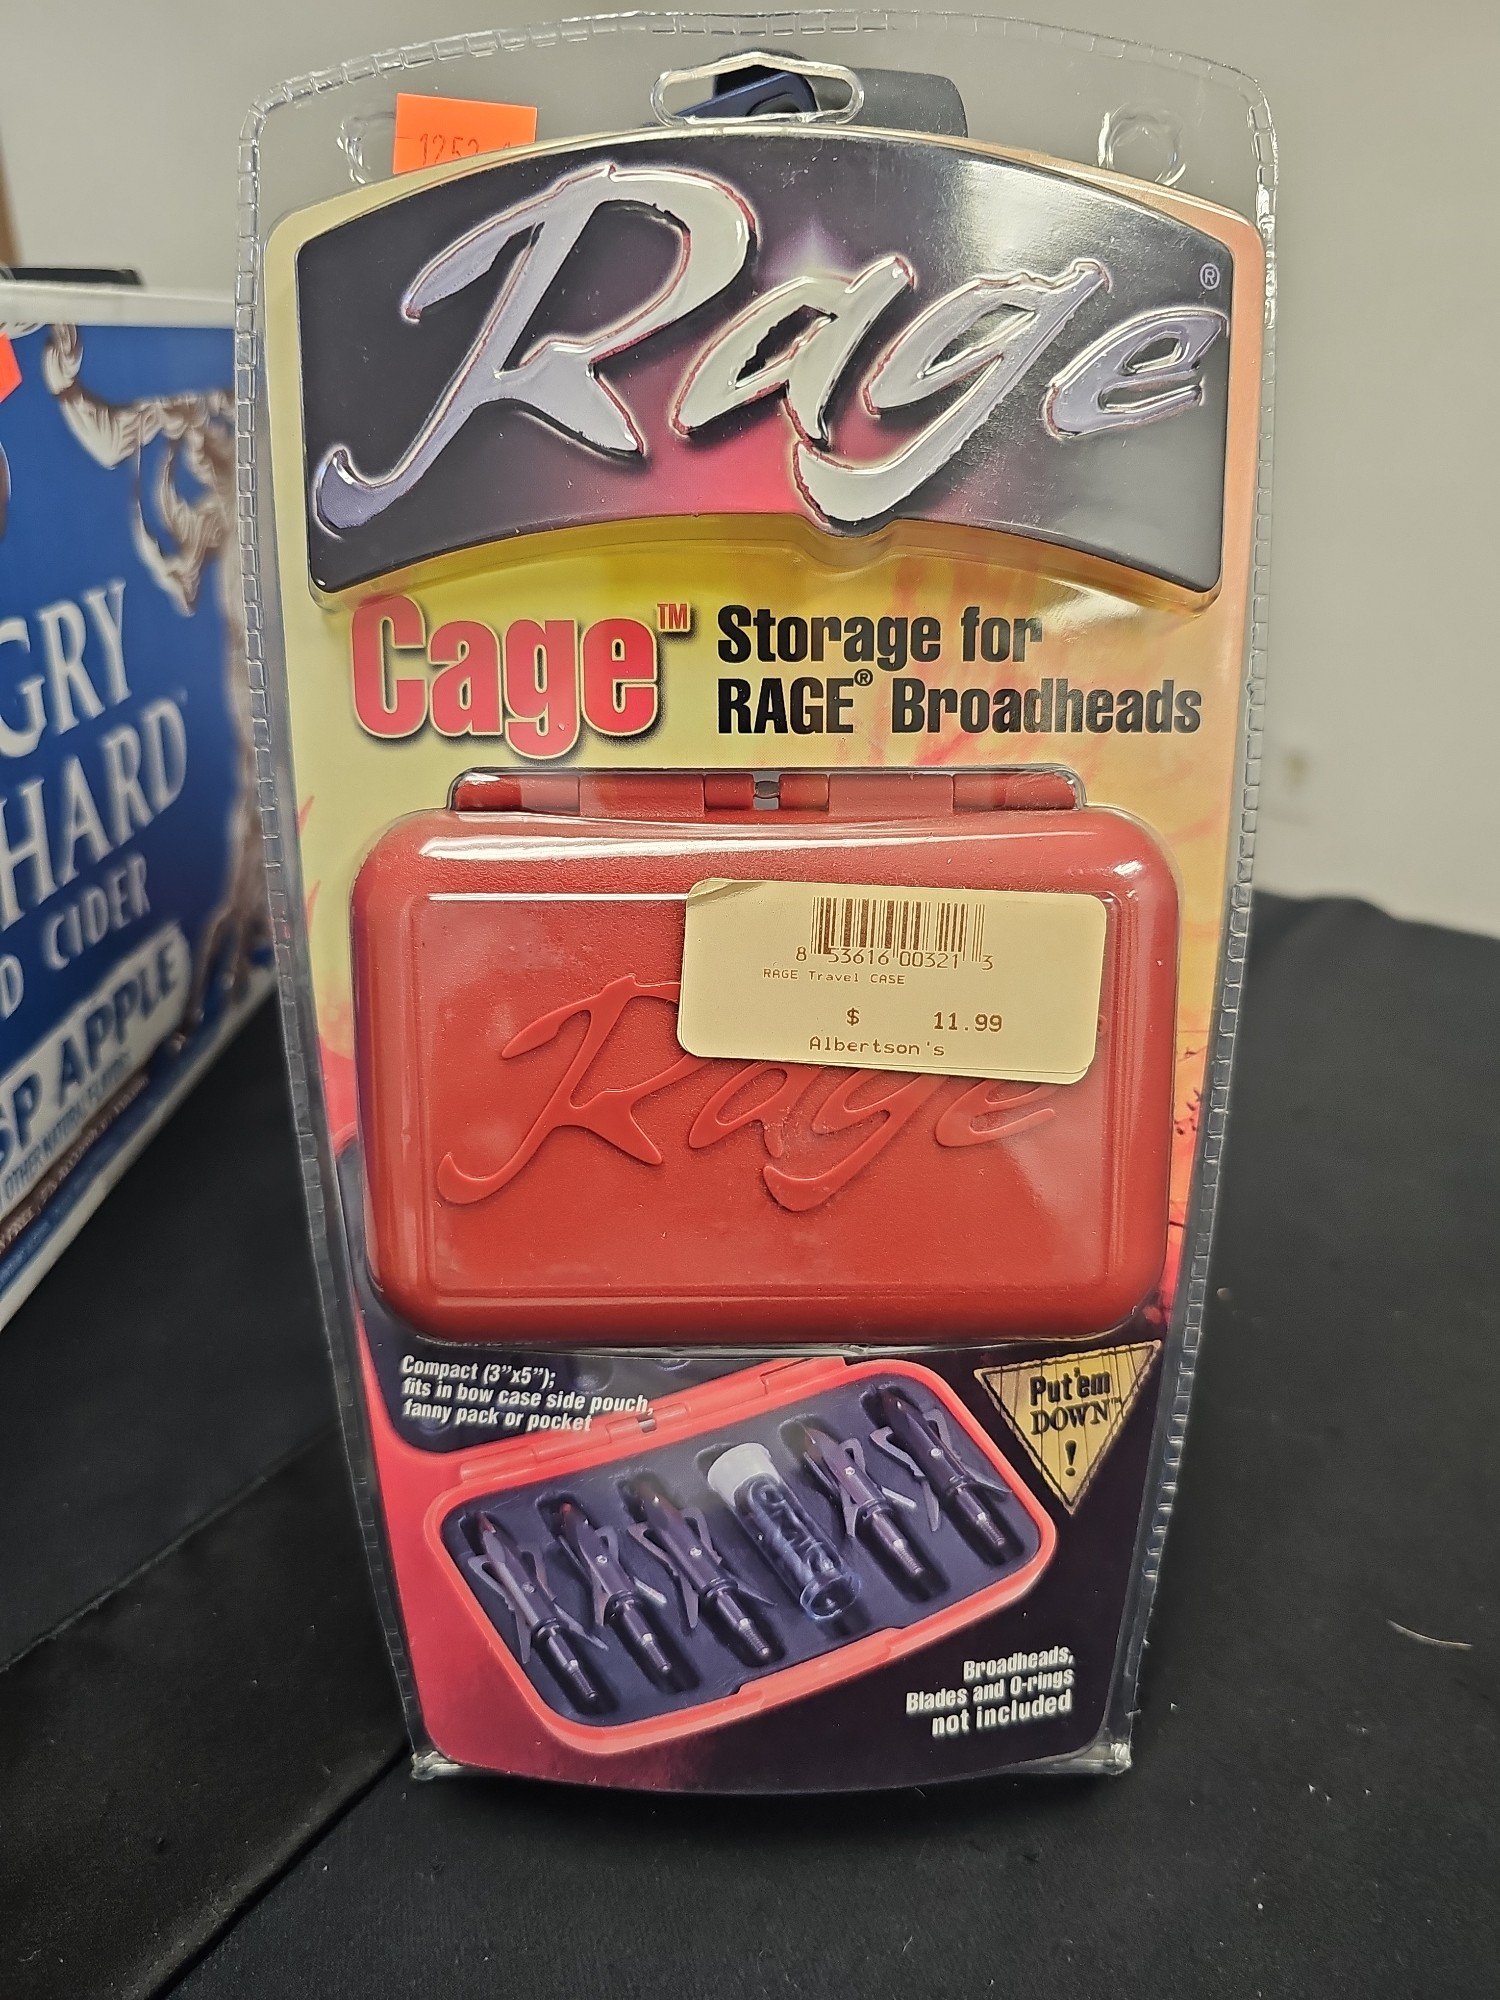 Rage®
Cage™
Storage for
RAGE® Broadheads
8 53616 00321 3
RAGE Travel CASE
$ 11.99
Albertson's
Rage
Compact (3"x5");
fits in bow case side pouch,
fanny pack or pocket
Put'em
DOWN™
!
Broadheads,
Blades and O-rings
not included
GRY
HARD
CIDER
SP APPLE